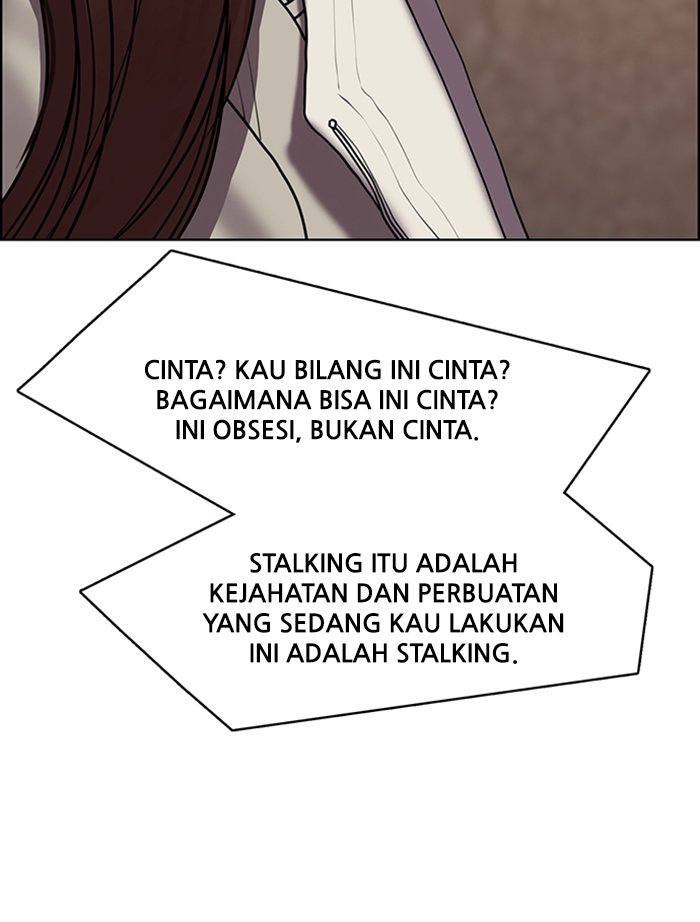 CINTA? KAU BILANG INI CINTA?
BAGAIMANA BISA INI CINTA?
INI OBSESI, BUKAN CINTA.
STALKING ITU ADALAH
KEJAHATAN DAN PERBUATAN
YANG SEDANG KAU LAKUKAN
INI ADALAH STALKING.